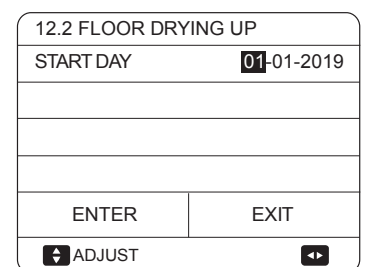 12.2 FLOOR DRYING UP
START DAY 01-01-2019
ENTER EXIT
ADJUST